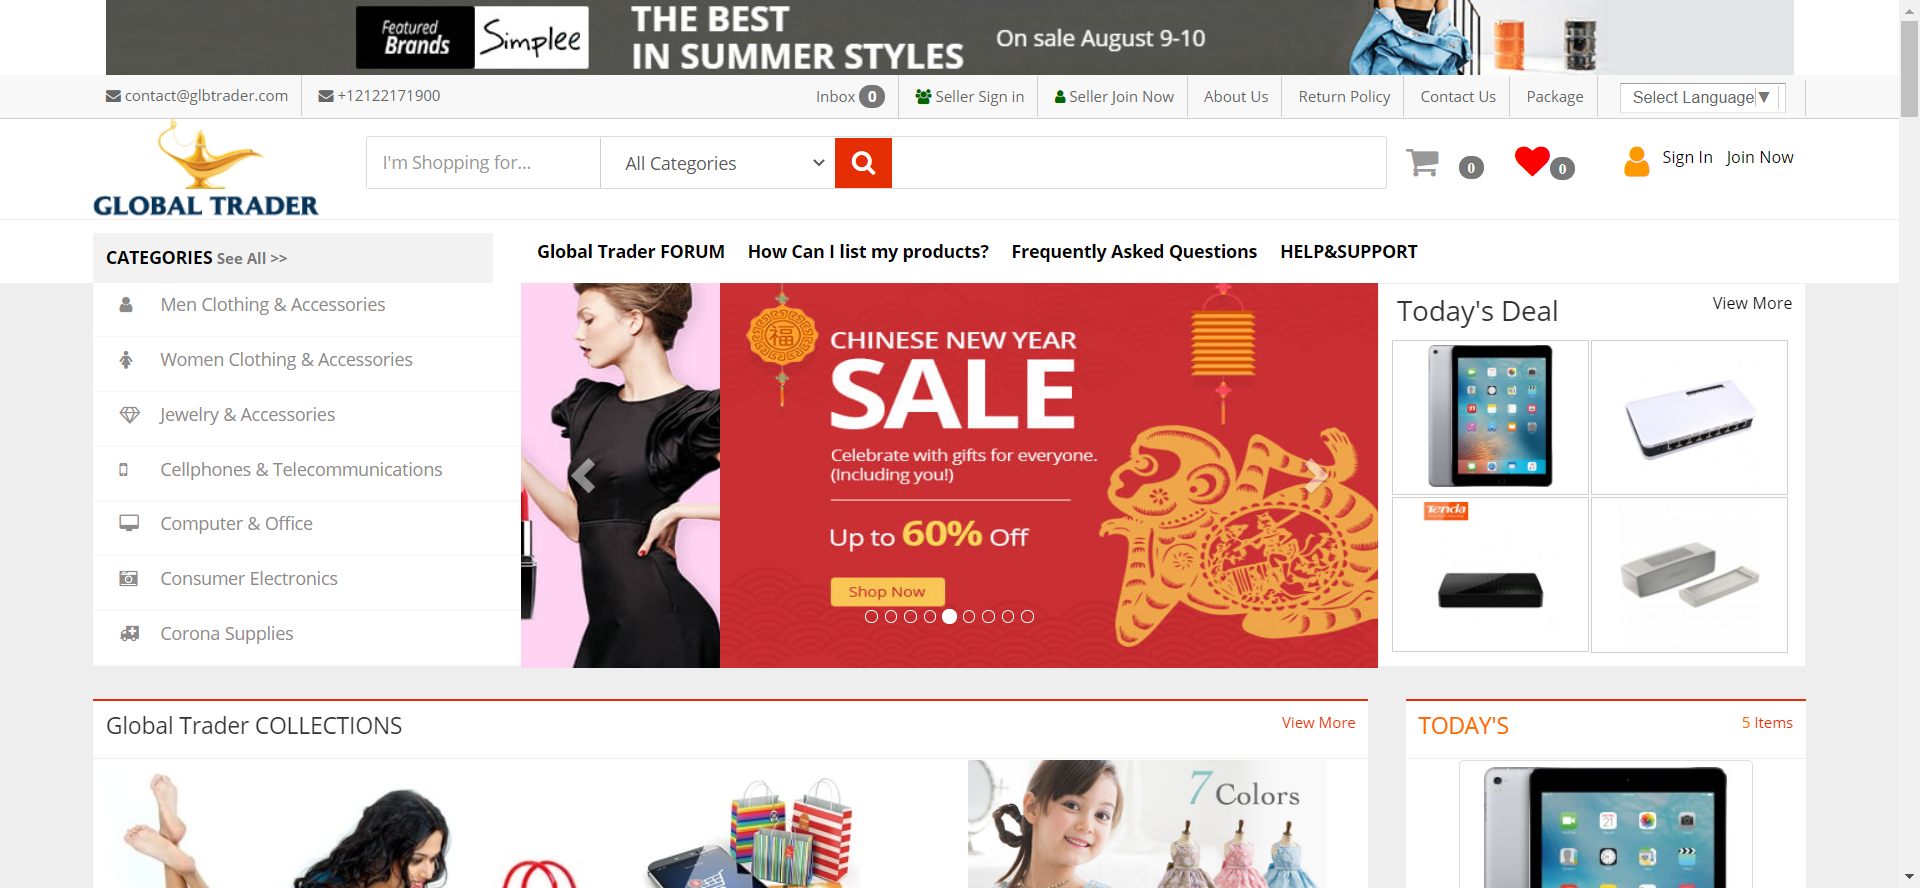 Featured
Brands
Simplee
THE BEST
IN SUMMER STYLES
On sale August 9-10
contact@glbtrader.com
+12122171900
Inbox 0
Seller Sign in
Seller Join Now
About Us
Return Policy
Contact Us
Package
Select Language ▼
GLOBAL TRADER
I'm Shopping for...
All Categories
0
0
Sign In
Join Now
CATEGORIES See All >>
Global Trader FORUM
How Can I list my products?
Frequently Asked Questions
HELP&SUPPORT
Men Clothing & Accessories
Women Clothing & Accessories
Jewelry & Accessories
Cellphones & Telecommunications
Computer & Office
Consumer Electronics
Corona Supplies
福
CHINESE NEW YEAR
SALE
Celebrate with gifts for everyone.
(Including you!)
Up to 60% Off
Shop Now
Today's Deal
View More
Tenda
Global Trader COLLECTIONS
View More
TODAY'S
5 Items
7 Colors